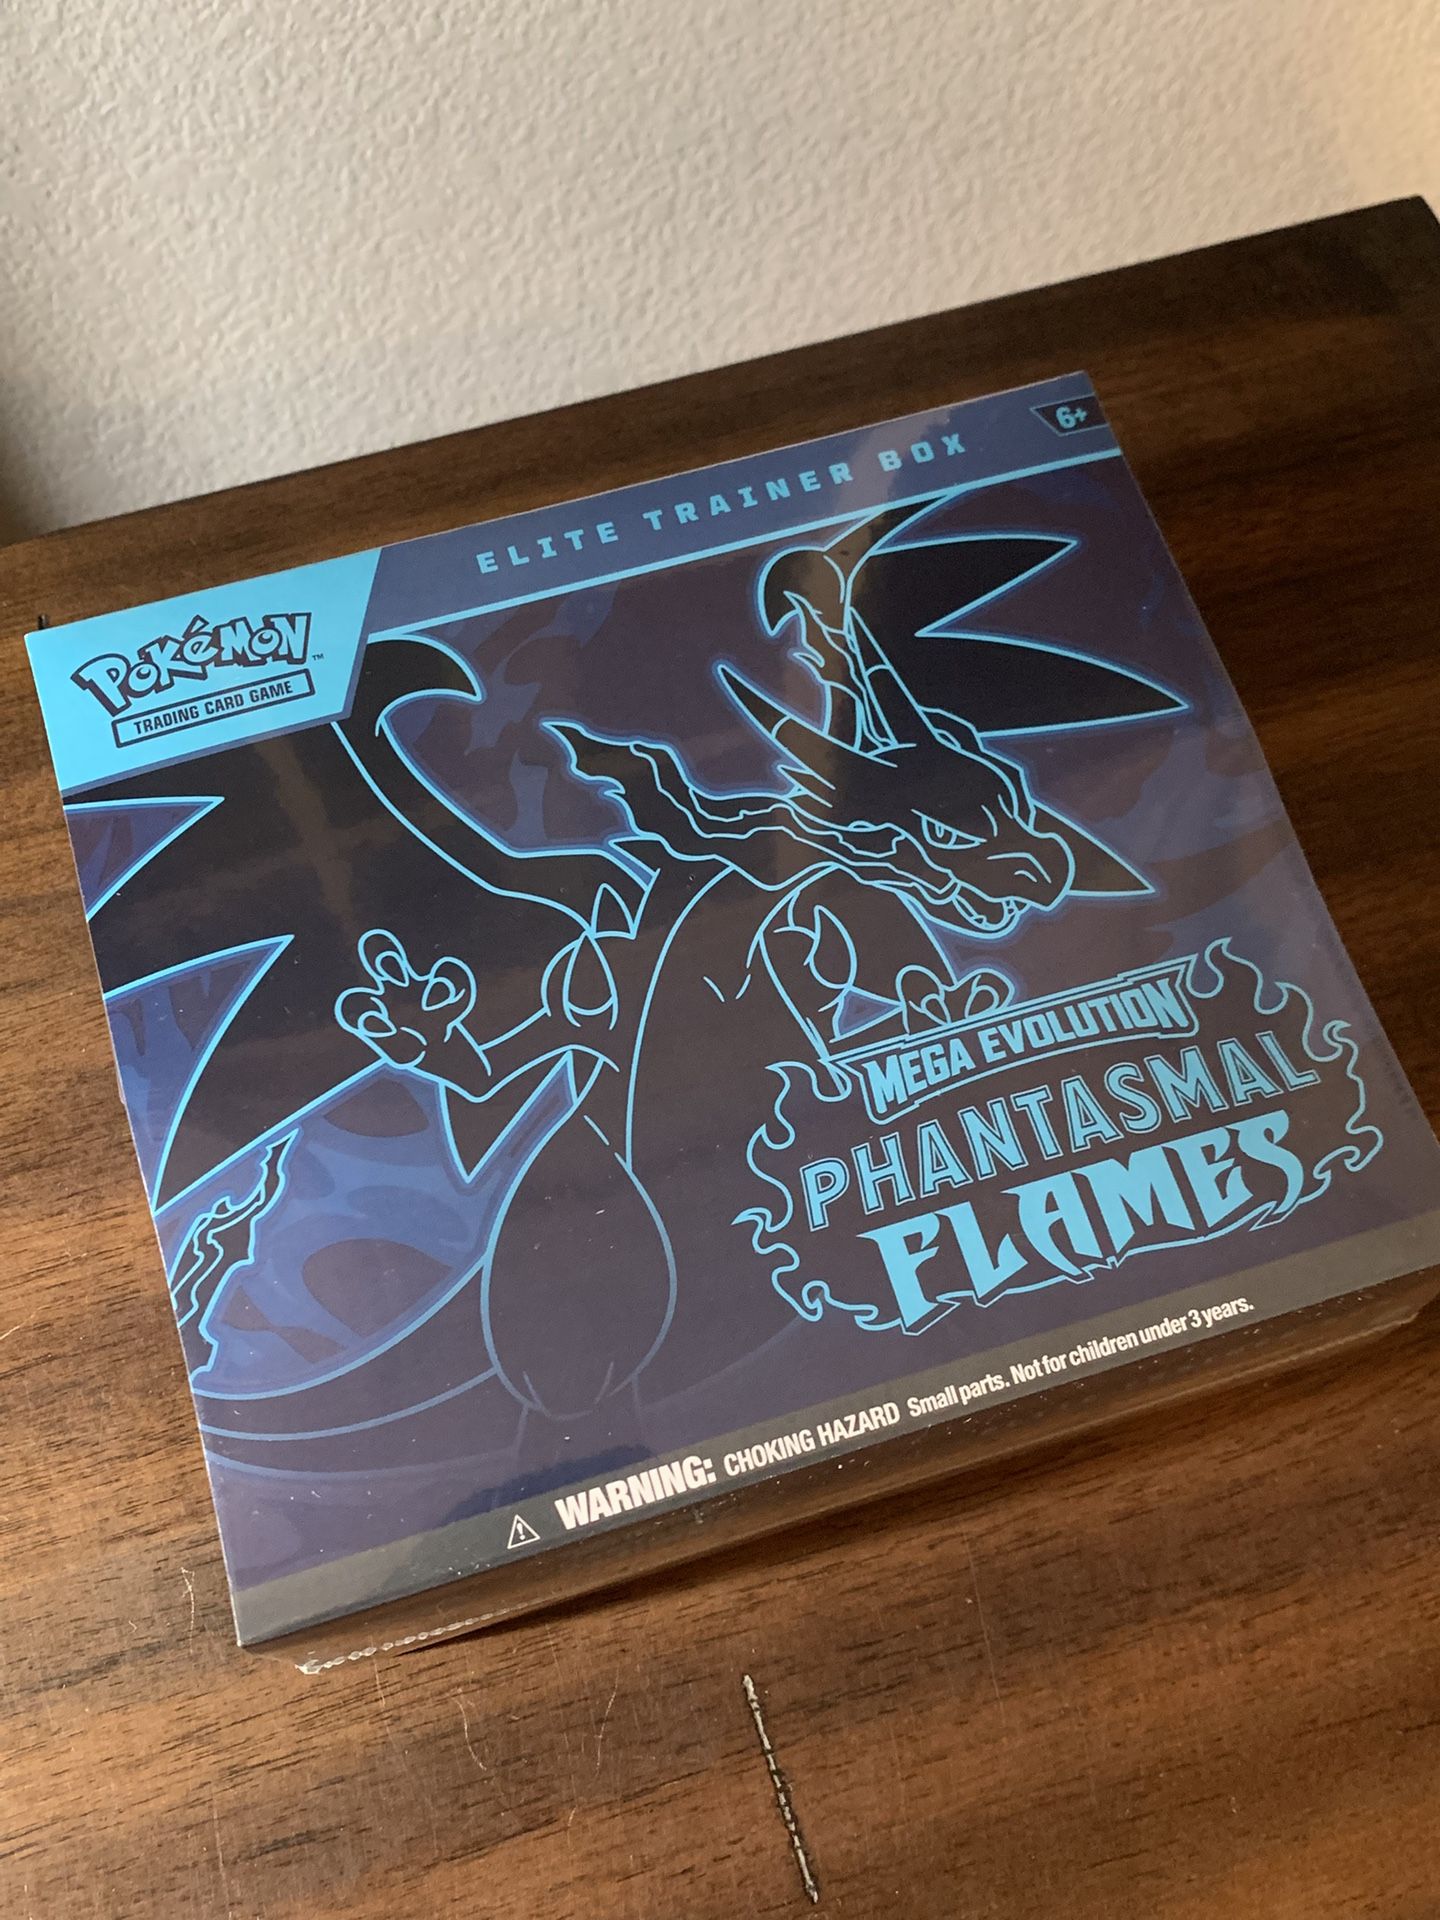 ELITE TRAINER BOX
6+
POKéMON™
TRADING CARD GAME
MEGA EVOLUTION
PHANTASMAL
FLAMES
WARNING: CHOKING HAZARD Small parts. Not for children under 3 years.